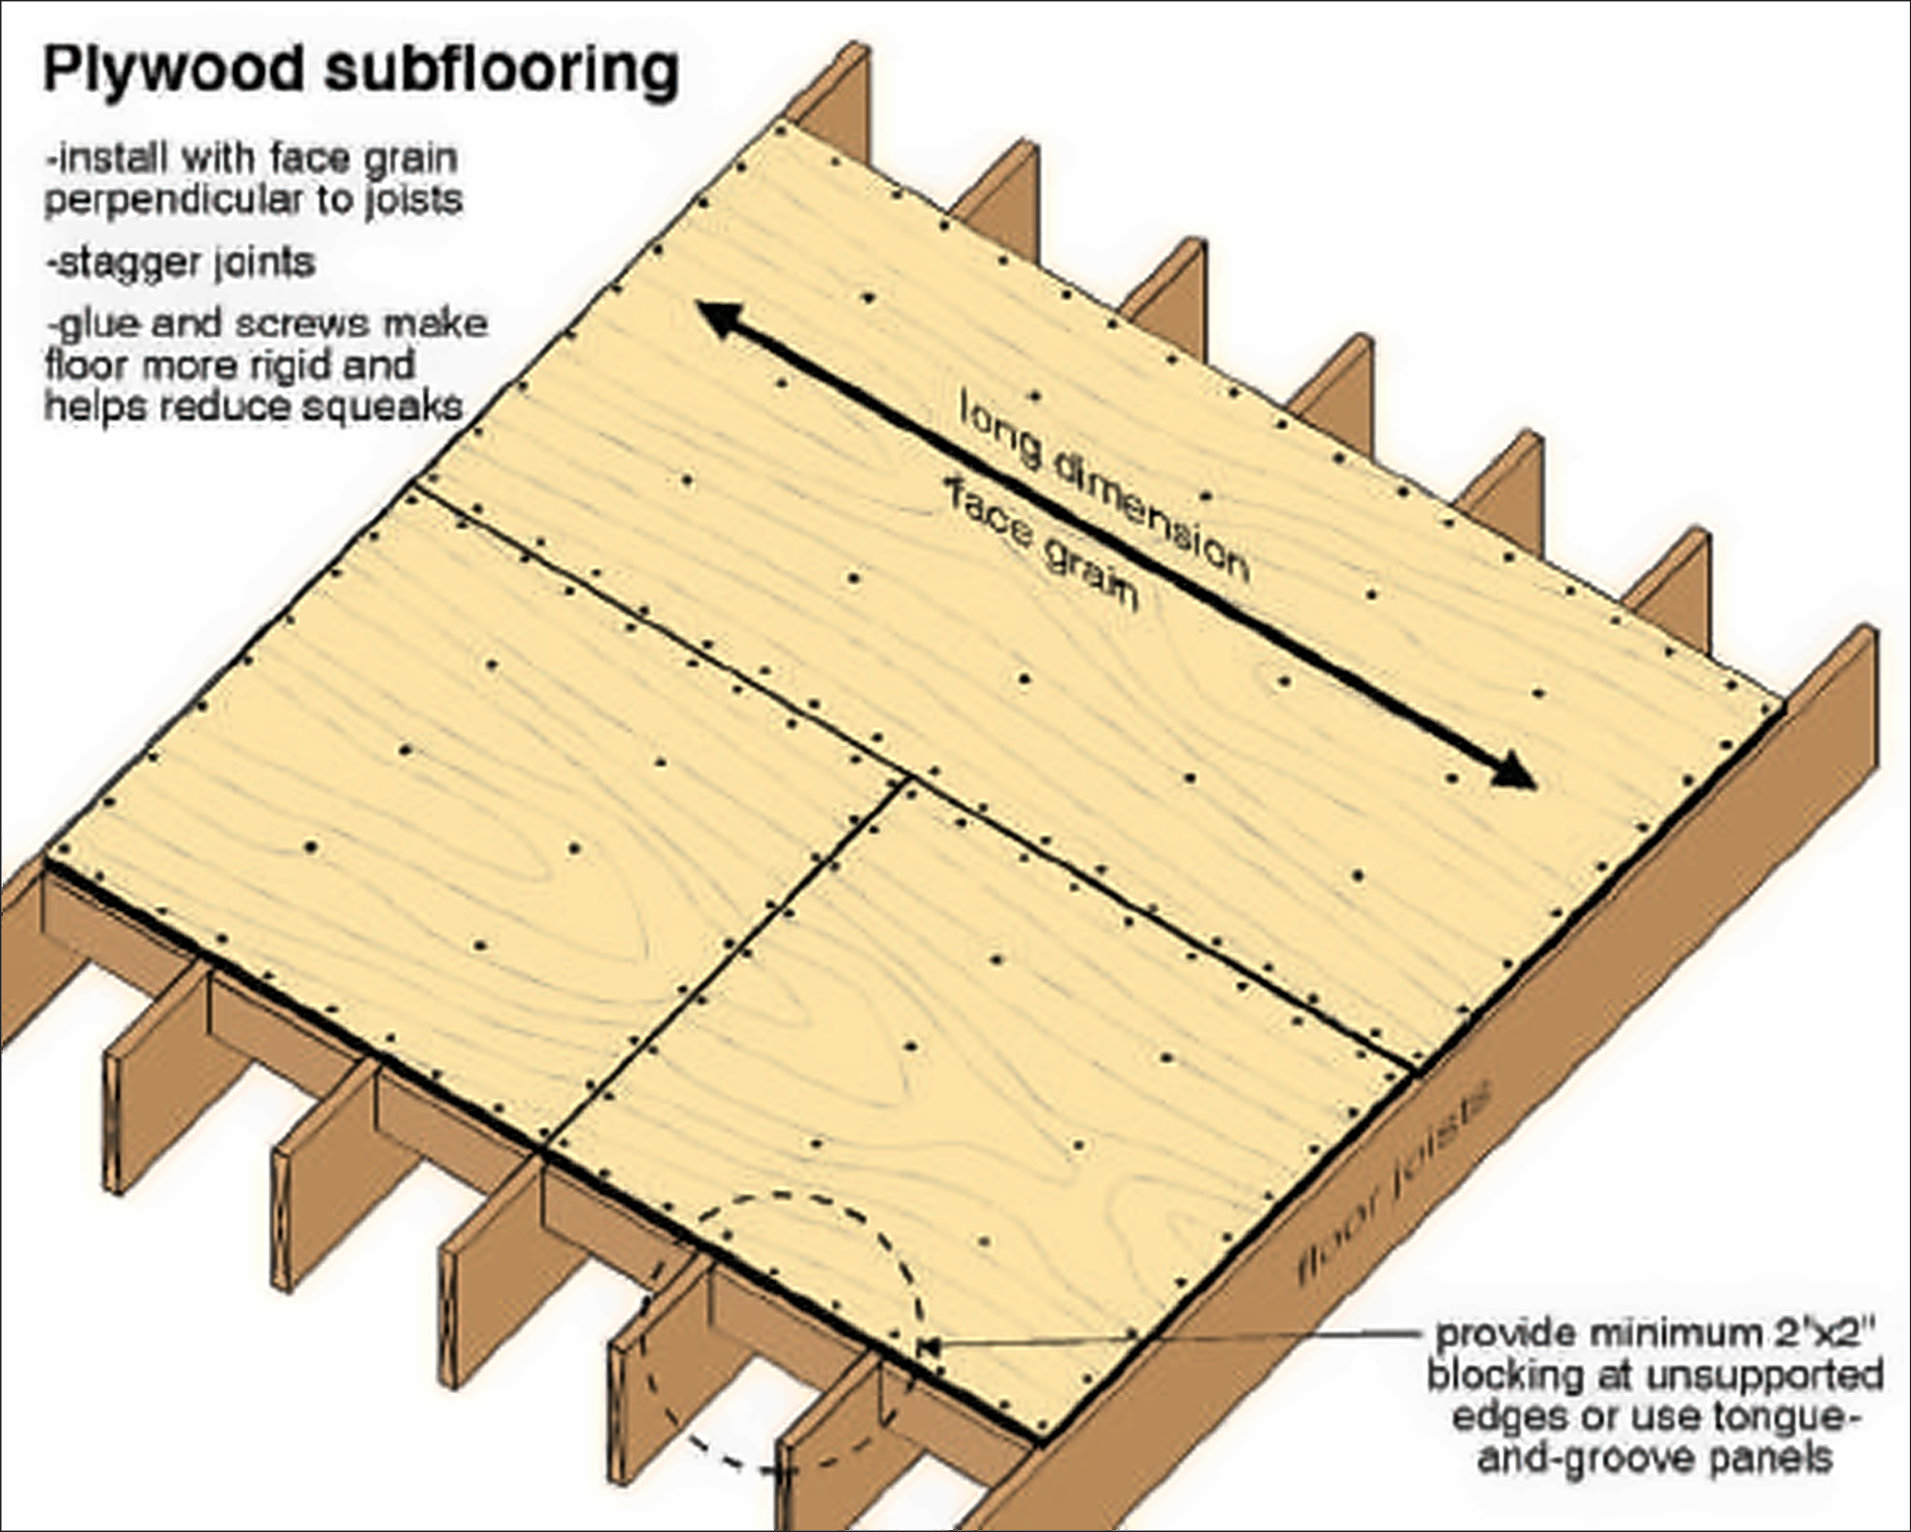 Plywood subflooring
-install with face grain
perpendicular to joists
-stagger joints
-glue and screws make
floor more rigid and
helps reduce squeaks
long dimension
face grain
floor joists
provide minimum 2"x2"
blocking at unsupported
edges or use tongue-
and-groove panels